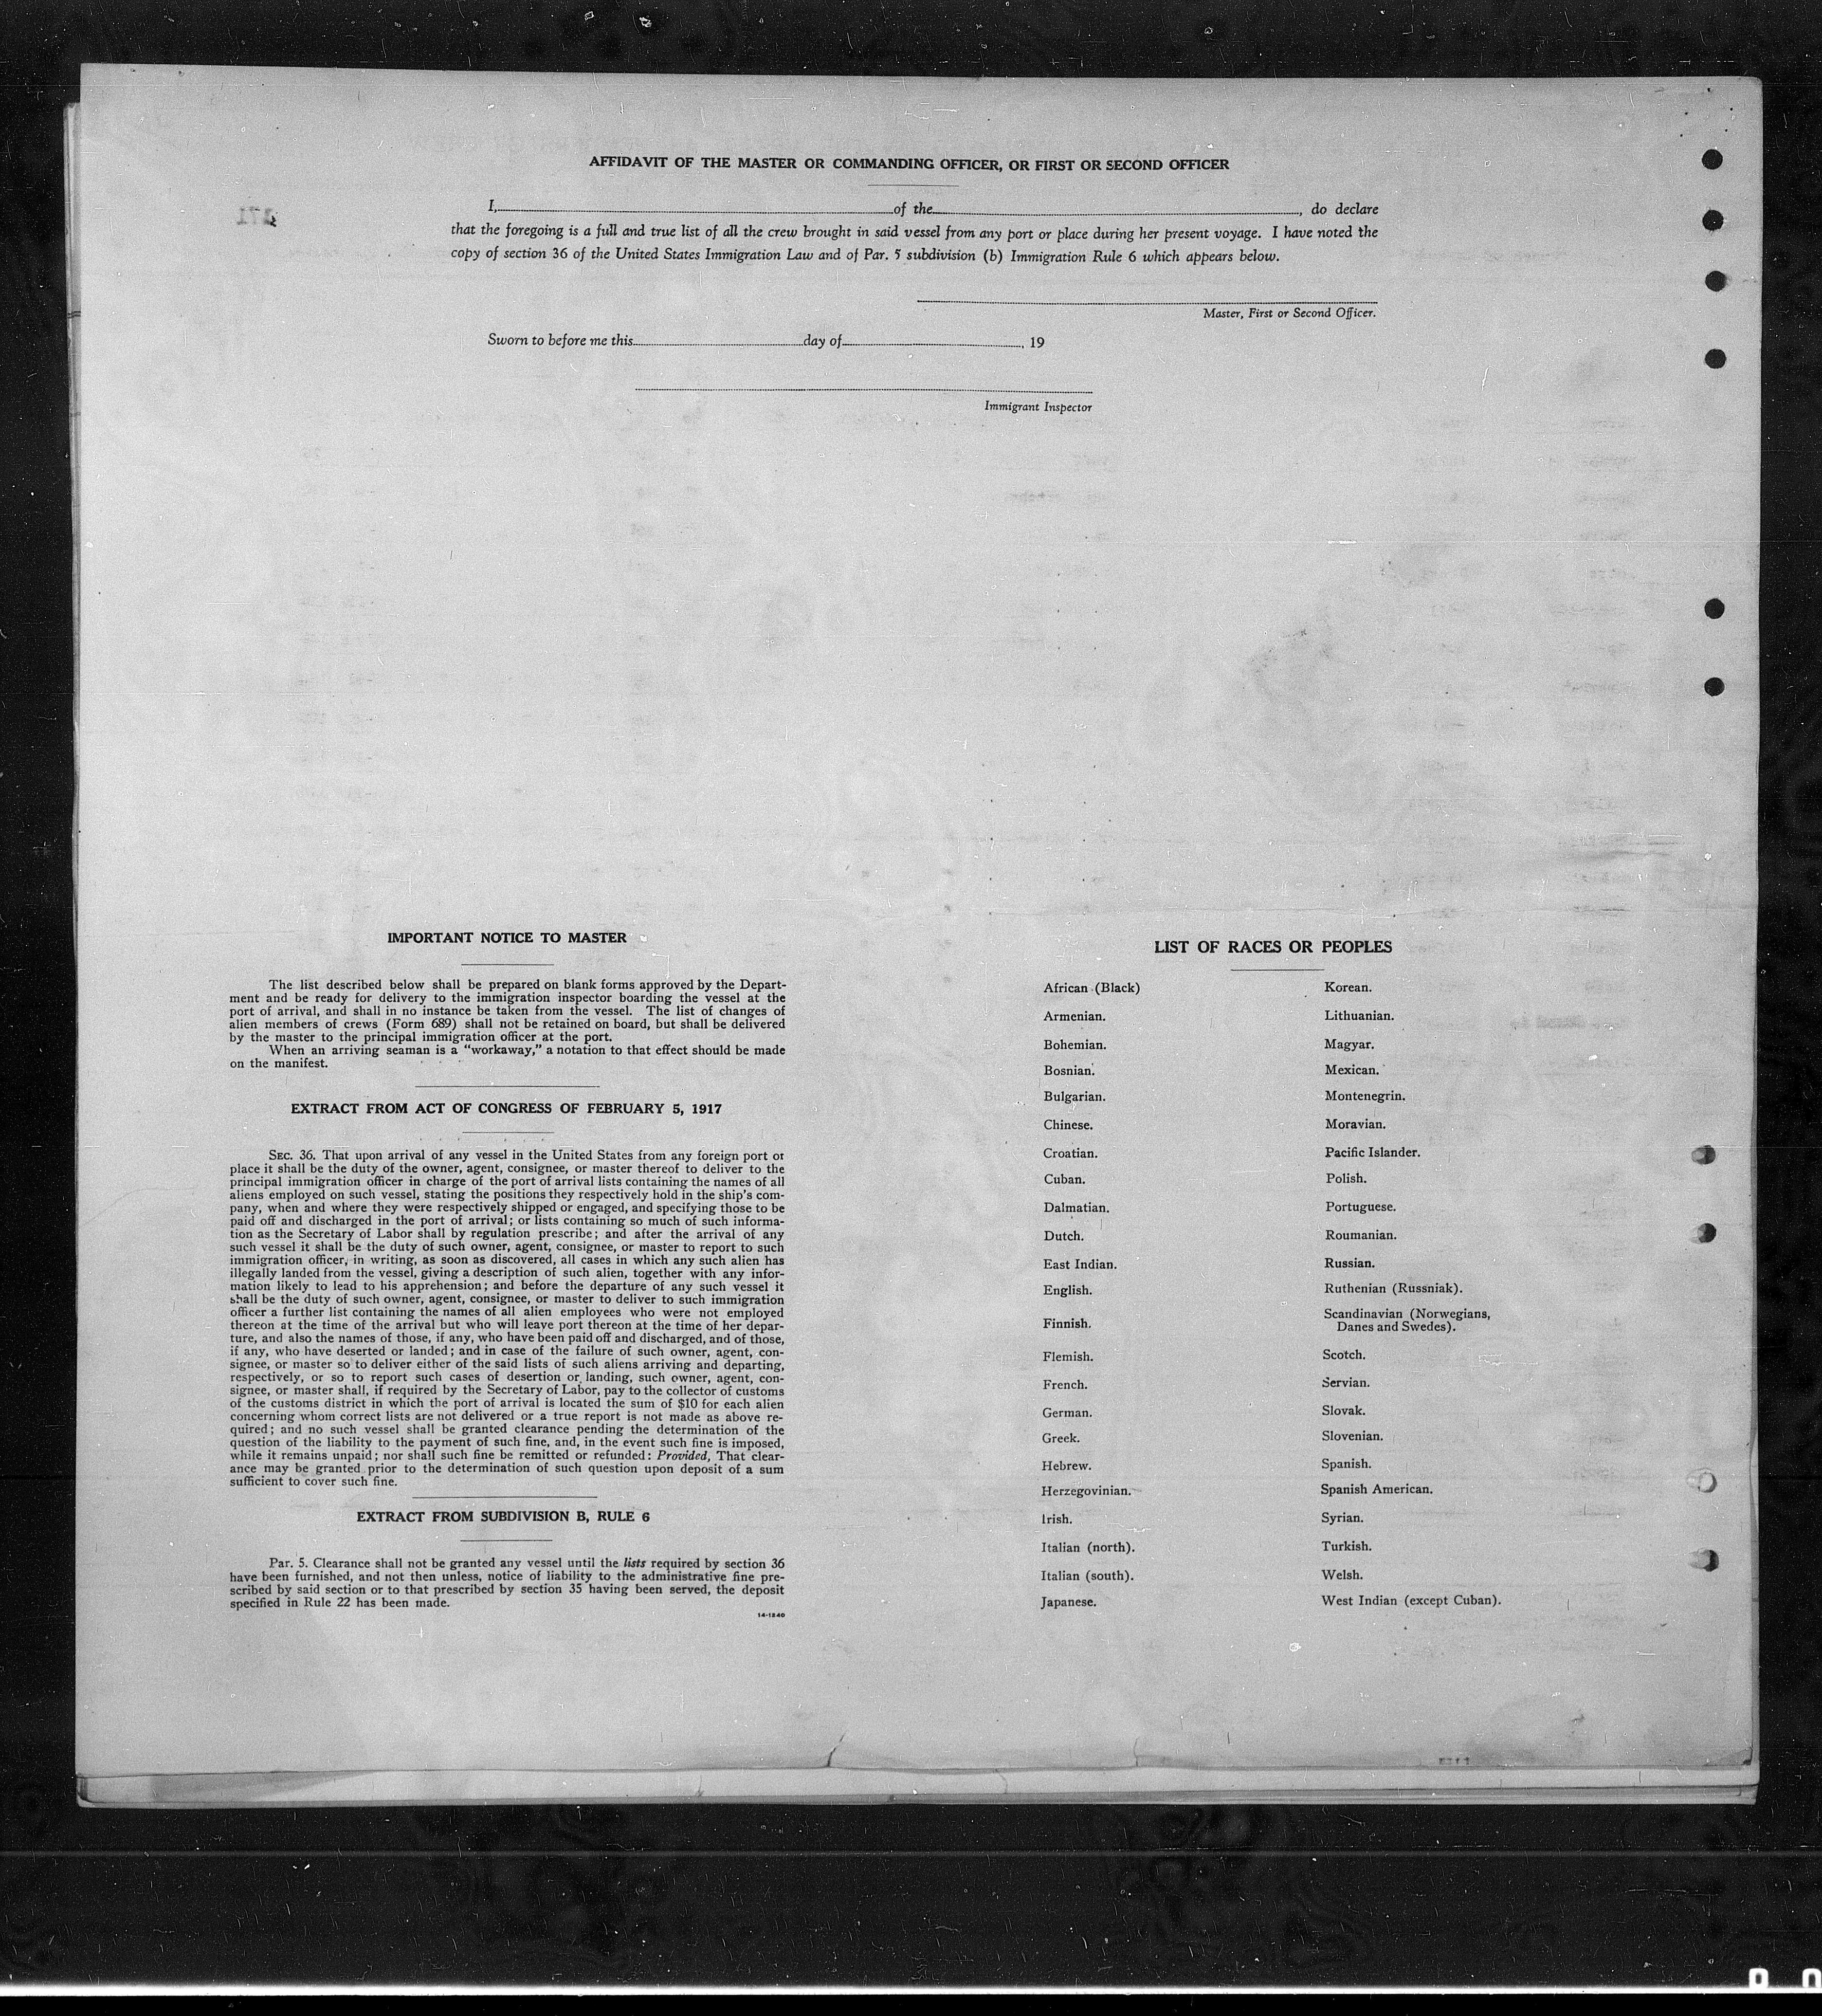 AFFIDAVIT OF THE MASTER OR COMMANDING OFFICER, OR FIRST OR SECOND OFFICER
I, of the , do declare
that the foregoing is a full and true list of all the crew brought in said vessel from any port or place during her present voyage. I have noted the
copy of section 36 of the United States Immigration Law and of Par. 5 subdivision (b) Immigration Rule 6 which appears below.
Master, First or Second Officer.
Sworn to before me this day of , 19
Immigrant Inspector
IMPORTANT NOTICE TO MASTER
The list described below shall be prepared on blank forms approved by the Depart-
ment and be ready for delivery to the immigration inspector boarding the vessel at the
port of arrival, and shall in no instance be taken from the vessel. The list of changes of
alien members of crews (Form 689) shall not be retained on board, but shall be delivered
by the master to the principal immigration officer at the port.
When an arriving seaman is a “workaway,” a notation to that effect should be made
on the manifest.
EXTRACT FROM ACT OF CONGRESS OF FEBRUARY 5, 1917
SEC. 36. That upon arrival of any vessel in the United States from any foreign port or
place it shall be the duty of the owner, agent, consignee, or master thereof to deliver to the
principal immigration officer in charge of the port of arrival lists containing the names of all
aliens employed on such vessel, stating the positions they respectively hold in the ship's com-
pany, when and where they were respectively shipped or engaged, and specifying those to be
paid off and discharged in the port of arrival; or lists containing so much of such informa-
tion as the Secretary of Labor shall by regulation prescribe; and after the arrival of any
such vessel it shall be the duty of such owner, agent, consignee, or master to report to such
immigration officer, in writing, as soon as discovered, all cases in which any such alien has
illegally landed from the vessel, giving a description of such alien, together with any infor-
mation likely to lead to his apprehension; and before the departure of any such vessel it
shall be the duty of such owner, agent, consignee, or master to deliver to such immigration
officer a further list containing the names of all alien employees who were not employed
thereon at the time of the arrival but who will leave port thereon at the time of her depar-
ture, and also the names of those, if any, who have been paid off and discharged, and of those,
if any, who have deserted or landed; and in case of the failure of such owner, agent, con-
signee, or master so to deliver either of the said lists of such aliens arriving and departing,
respectively, or so to report such cases of desertion or landing, such owner, agent, con-
signee, or master shall, if required by the Secretary of Labor, pay to the collector of customs
of the customs district in which the port of arrival is located the sum of $10 for each alien
concerning whom correct lists are not delivered or a true report is not made as above re-
quired; and no such vessel shall be granted clearance pending the determination of the
question of the liability to the payment of such fine, and, in the event such fine is imposed,
while it remains unpaid; nor shall such fine be remitted or refunded: Provided, That clear-
ance may be granted prior to the determination of such question upon deposit of a sum
sufficient to cover such fine.
EXTRACT FROM SUBDIVISION B, RULE 6
Par. 5. Clearance shall not be granted any vessel until the lists required by section 36
have been furnished, and not then unless, notice of liability to the administrative fine pre-
scribed by said section or to that prescribed by section 35 having been served, the deposit
specified in Rule 22 has been made.
14-1240
LIST OF RACES OR PEOPLES
African (Black)
Armenian.
Bohemian.
Bosnian.
Bulgarian.
Chinese.
Croatian.
Cuban.
Dalmatian.
Dutch.
East Indian.
English.
Finnish.
Flemish.
French.
German.
Greek.
Hebrew.
Herzegovinian.
Irish.
Italian (north).
Italian (south).
Japanese.
Korean.
Lithuanian.
Magyar.
Mexican.
Montenegrin.
Moravian.
Pacific Islander.
Polish.
Portuguese.
Roumanian.
Russian.
Ruthenian (Russniak).
Scandinavian (Norwegians,
Danes and Swedes).
Scotch.
Servian.
Slovak.
Slovenian.
Spanish.
Spanish American.
Syrian.
Turkish.
Welsh.
West Indian (except Cuban).